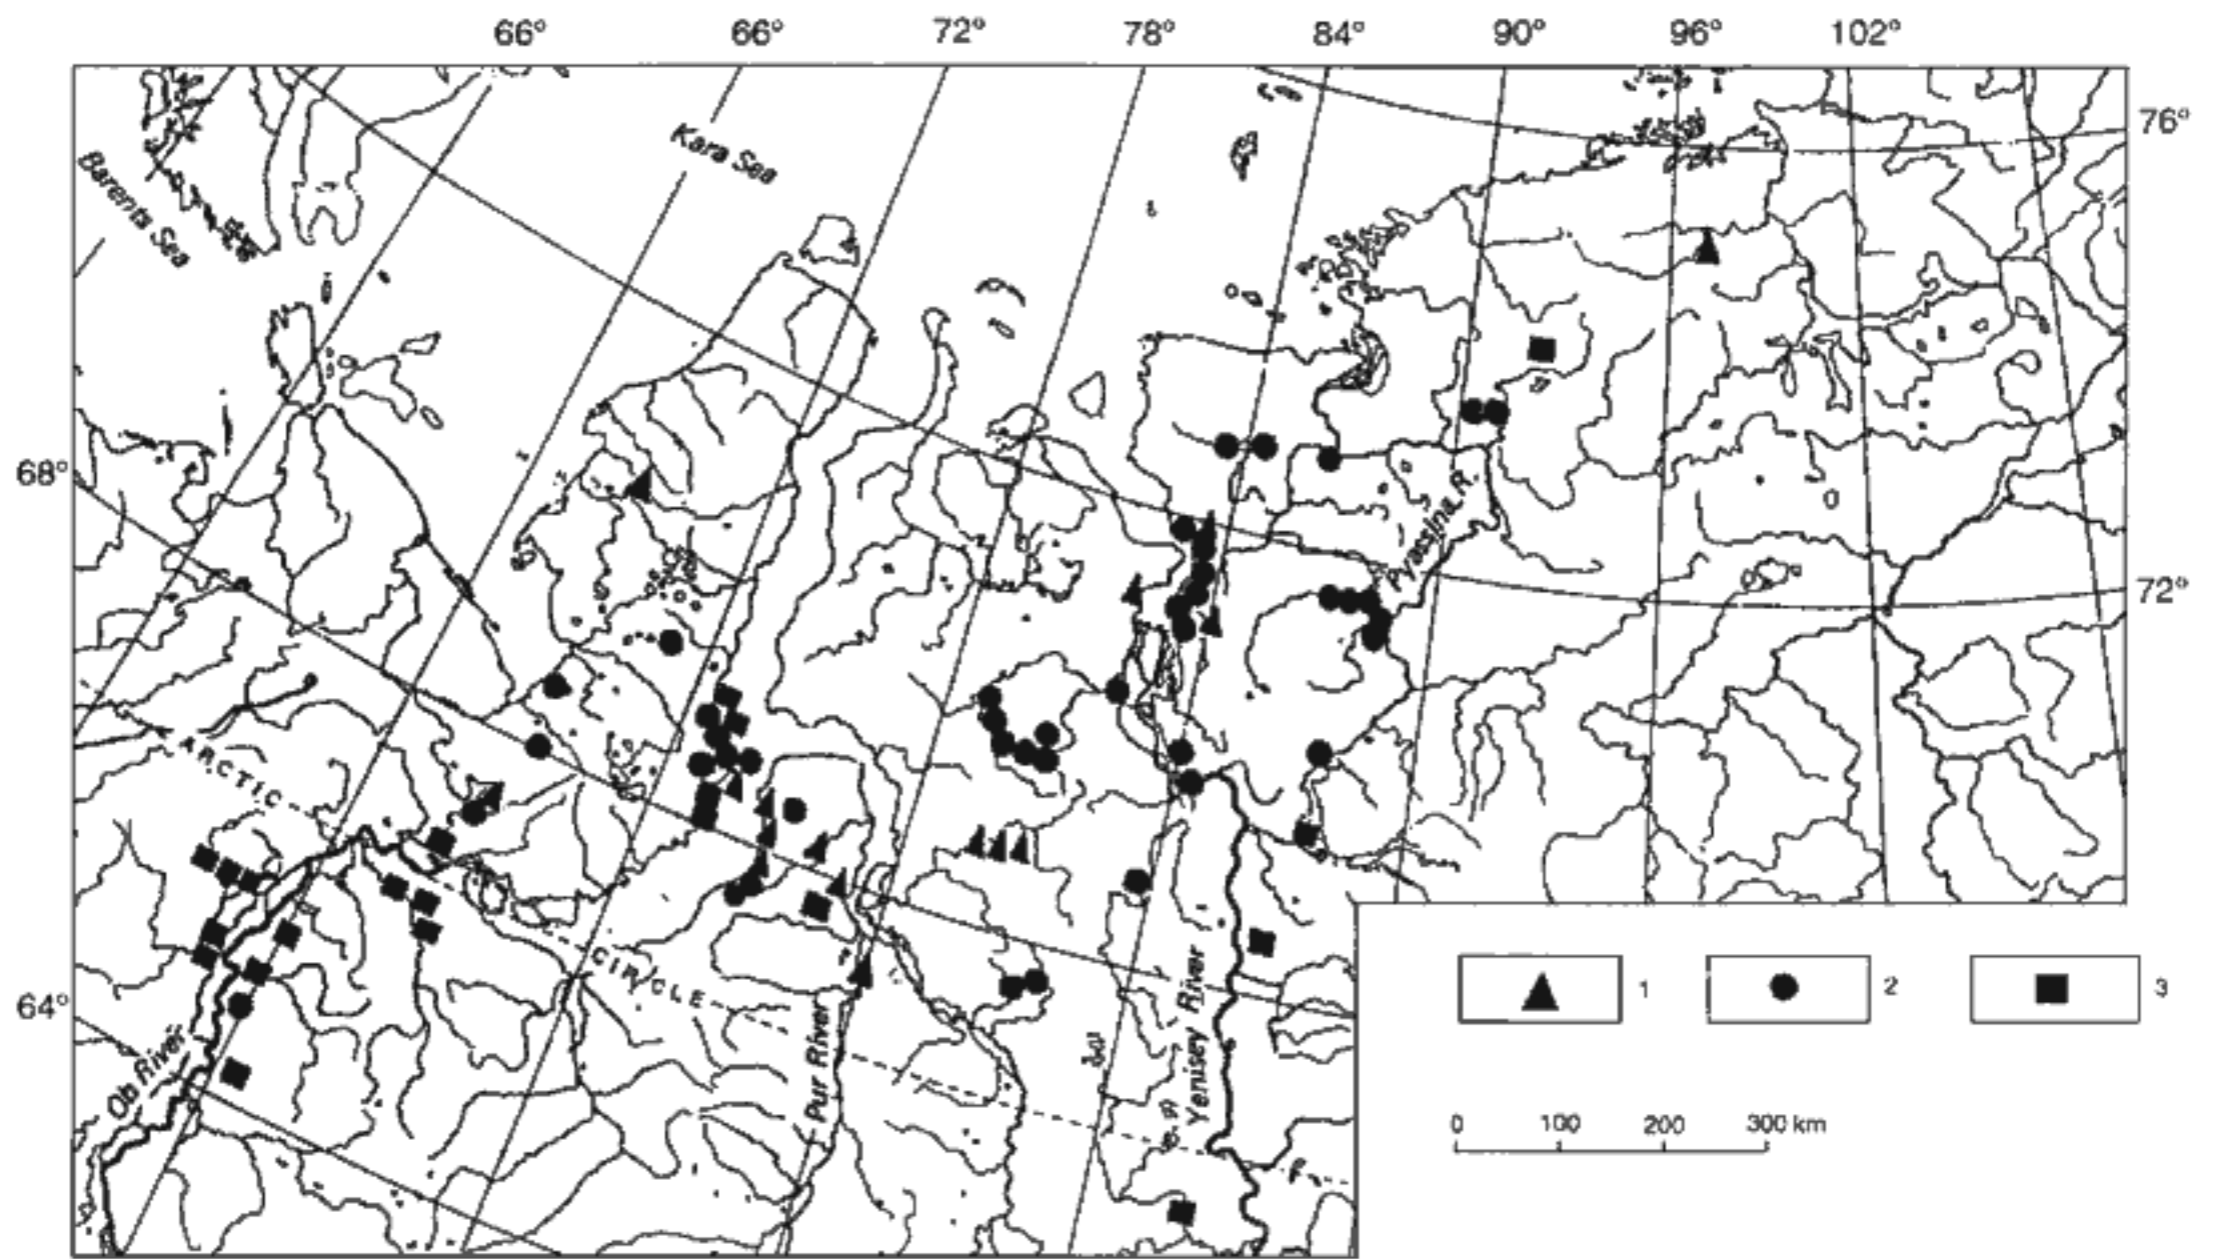 66° 66° 72° 78° 84° 90° 96° 102°
76°
Kara Sea
Barents Sea
68°
Pyassina R.
72°
ARCTIC CIRCLE
64°
Ob River
Pur River
Yenisey River
1 2 3
0 100 200 300 km